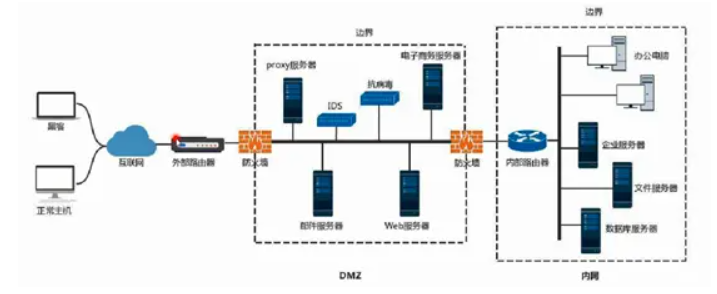 边界
边界
电子商务服务器
proxy服务器
抗病毒
办公电脑
IDS
黑客
互联网
外部路由器
防火墙
防火墙
内部路由器
企业服务器
文件服务器
正常主机
邮件服务器
Web服务器
数据库服务器
DMZ
内网